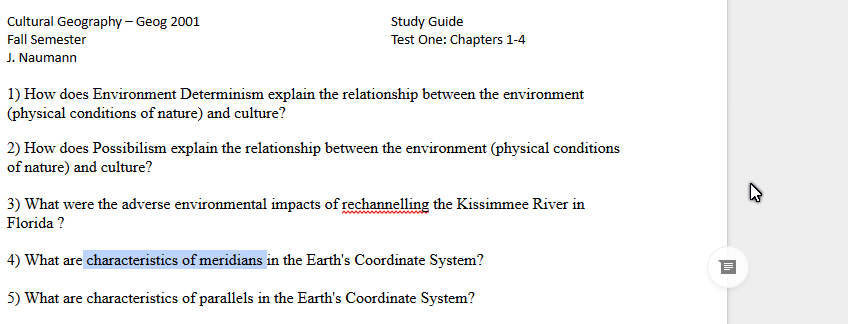 Cultural Geography – Geog 2001 Study Guide
Fall Semester Test One: Chapters 1-4
J. Naumann
1) How does Environment Determinism explain the relationship between the environment
(physical conditions of nature) and culture?
2) How does Possibilism explain the relationship between the environment (physical conditions
of nature) and culture?
3) What were the adverse environmental impacts of rechannelling the Kissimmee River in
Florida ?
4) What are characteristics of meridians in the Earth's Coordinate System?
5) What are characteristics of parallels in the Earth's Coordinate System?